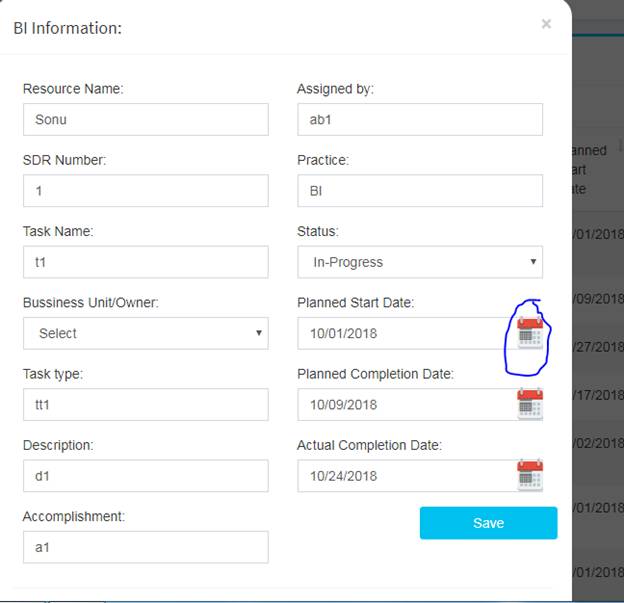 BI Information:
×
Resource Name:
Assigned by:
Sonu
ab1
SDR Number:
Practice:
1
BI
Task Name:
Status:
t1
In-Progress
Bussiness Unit/Owner:
Planned Start Date:
Select
10/01/2018
Task type:
Planned Completion Date:
tt1
10/09/2018
Description:
Actual Completion Date:
d1
10/24/2018
Accomplishment:
Save
a1
anned
art
ate
/01/2018
/09/2018
/27/2018
/17/2018
/02/2018
/01/2018
/01/2018